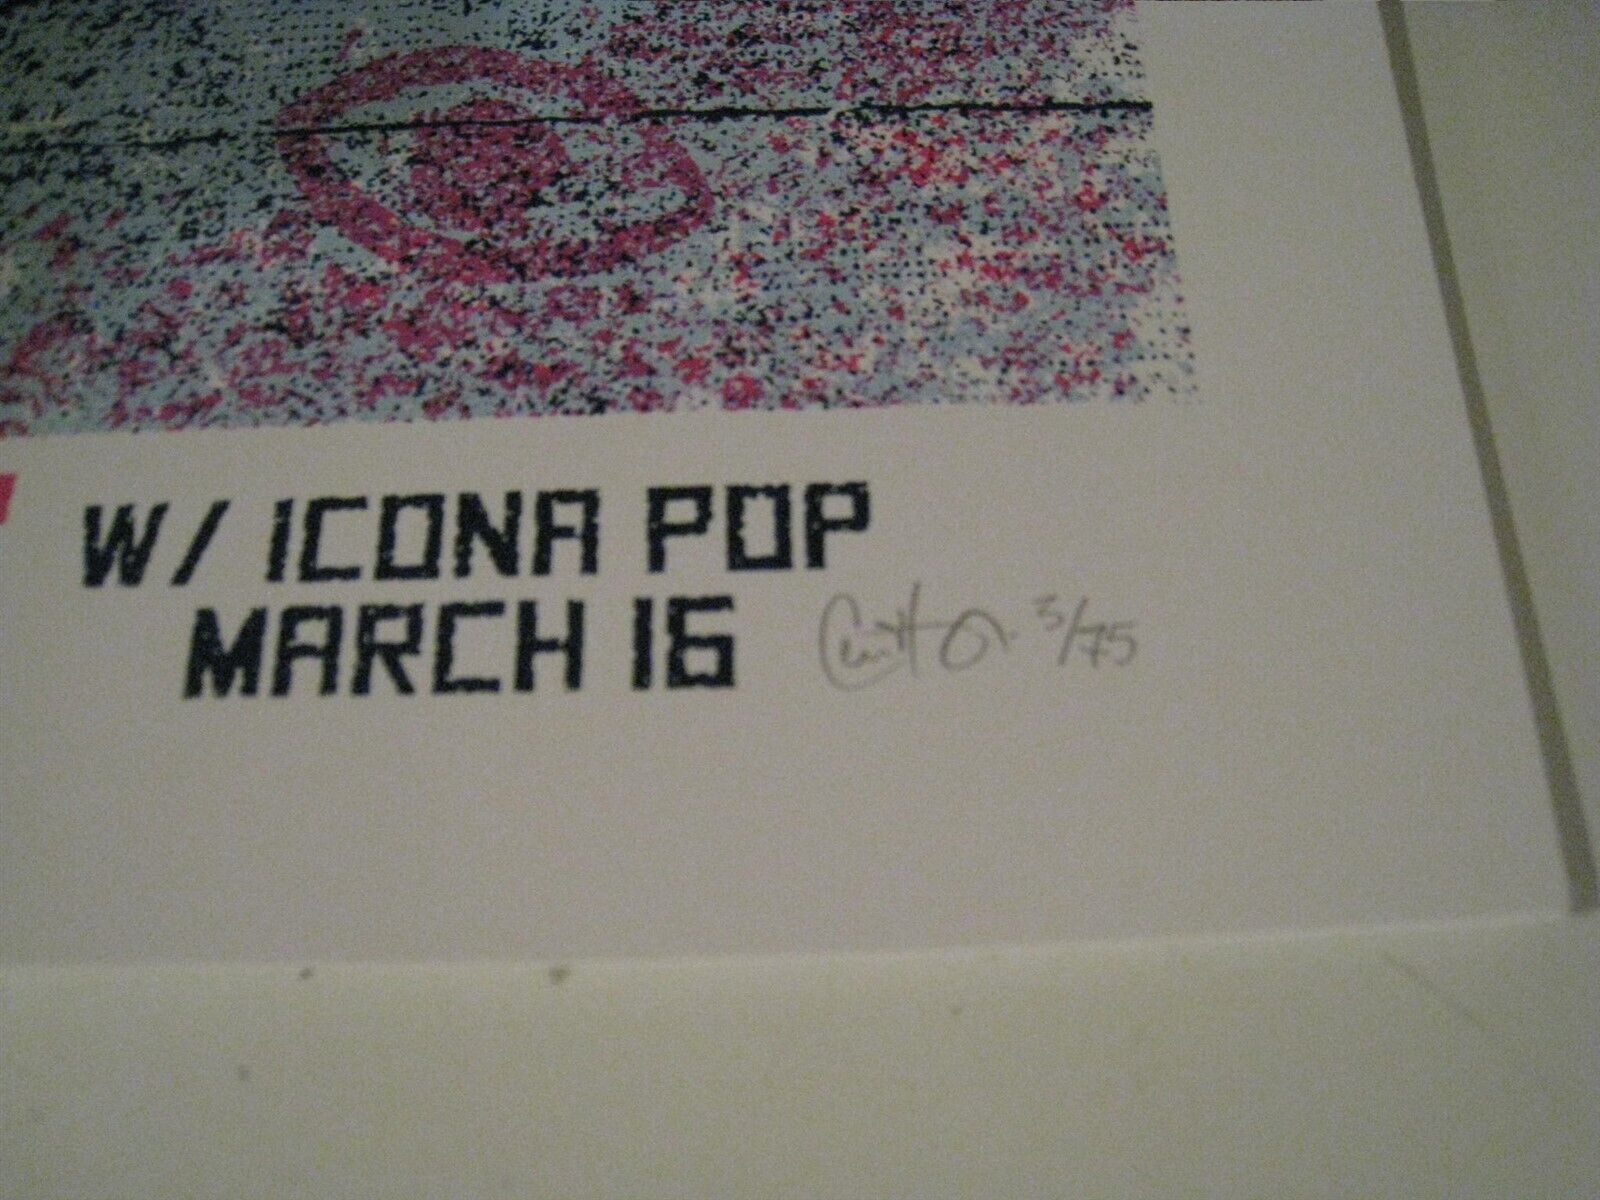 W/ ICONA POP
MARCH 16
3/75